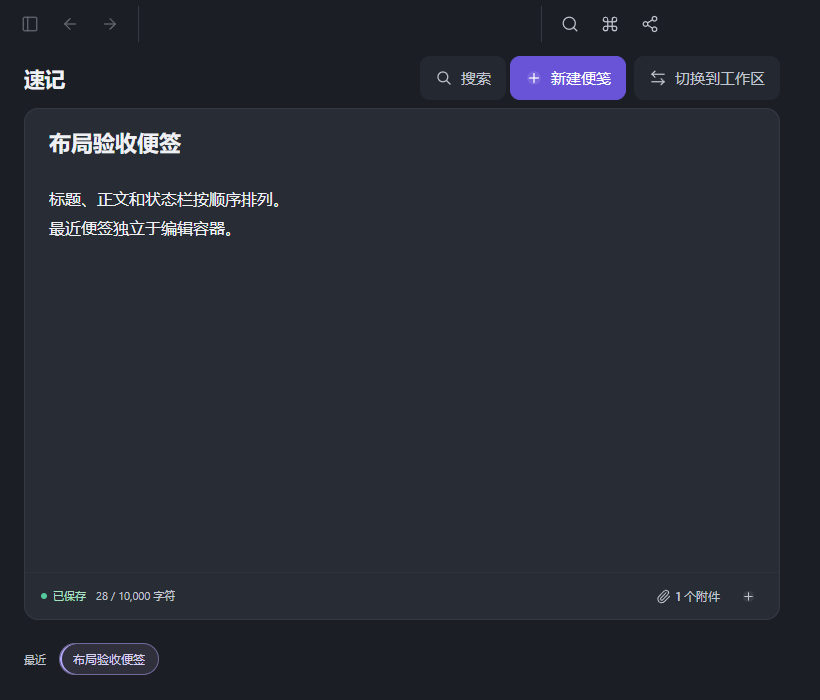 速记
搜索
新建便笺
切换到工作区
布局验收便签
标题、正文和状态栏按顺序排列。
最近便签独立于编辑容器。
已保存 28 / 10,000 字符
1 个附件
最近
布局验收便签